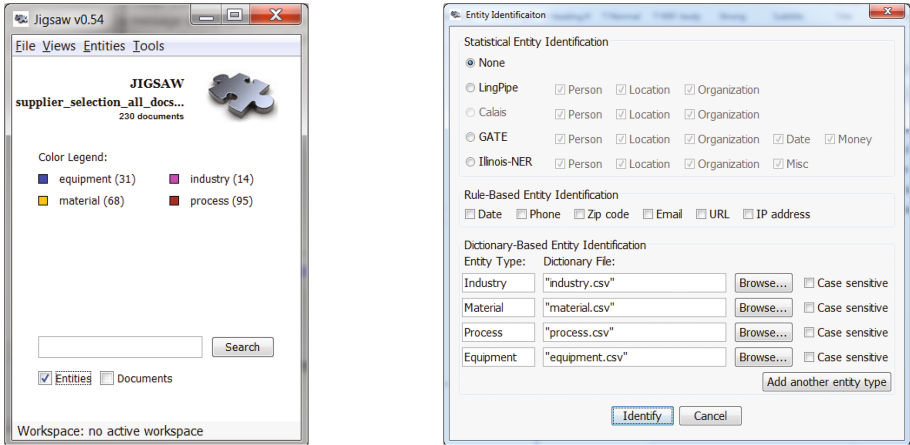 Jigsaw v0.54
File Views Entities Tools
JIGSAW
supplier_selection_all_docs...
230 documents
Color Legend:
equipment (31) industry (14)
material (68) process (95)
Search
Entities Documents
Workspace: no active workspace
Entity Identificaiton
Statistical Entity Identification
None
LingPipe Person Location Organization
Calais Person Location Organization
GATE Person Location Organization Date Money
Illinois-NER Person Location Organization Misc
Rule-Based Entity Identification
Date Phone Zip code Email URL IP address
Dictionary-Based Entity Identification
Entity Type: Dictionary File:
Industry "industry.csv" Browse... Case sensitive
Material "material.csv" Browse... Case sensitive
Process "process.csv" Browse... Case sensitive
Equipment "equipment.csv" Browse... Case sensitive
Add another entity type
Identify Cancel